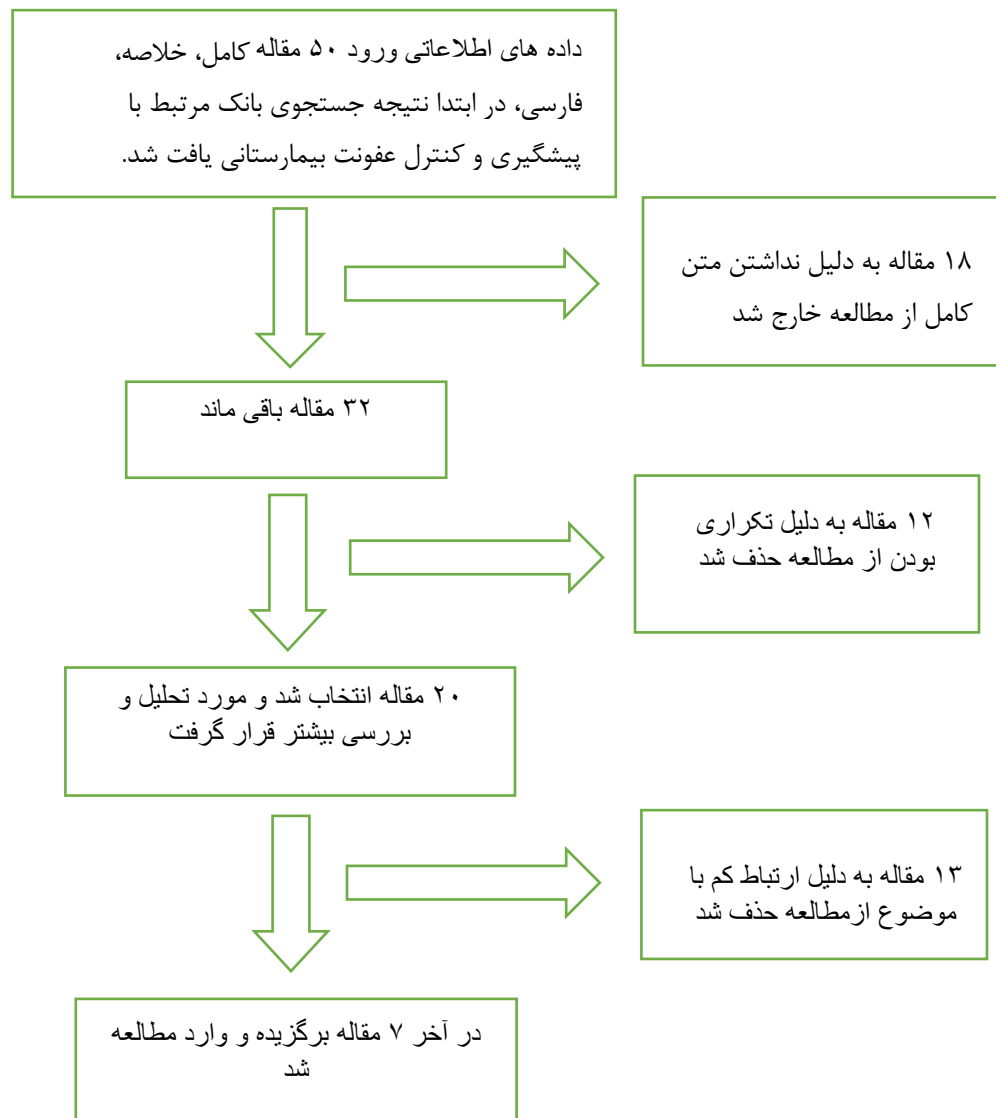 داده های اطلاعاتی ورود ۵۰ مقاله کامل، خلاصه،
فارسی، در ابتدا نتیجه جستجوی بانک مرتبط با
پیشگیری و کنترل عفونت بیمارستانی یافت شد.
۱۸ مقاله به دلیل نداشتن متن
کامل از مطالعه خارج شد
۳۲ مقاله باقی ماند
۱۲ مقاله به دلیل تکراری
بودن از مطالعه حذف شد
۲۰ مقاله انتخاب شد و مورد تحلیل و
بررسی بیشتر قرار گرفت
۱۳ مقاله به دلیل ارتباط کم با
موضوع ازمطالعه حذف شد
در آخر ۷ مقاله برگزیده و وارد مطالعه
شد